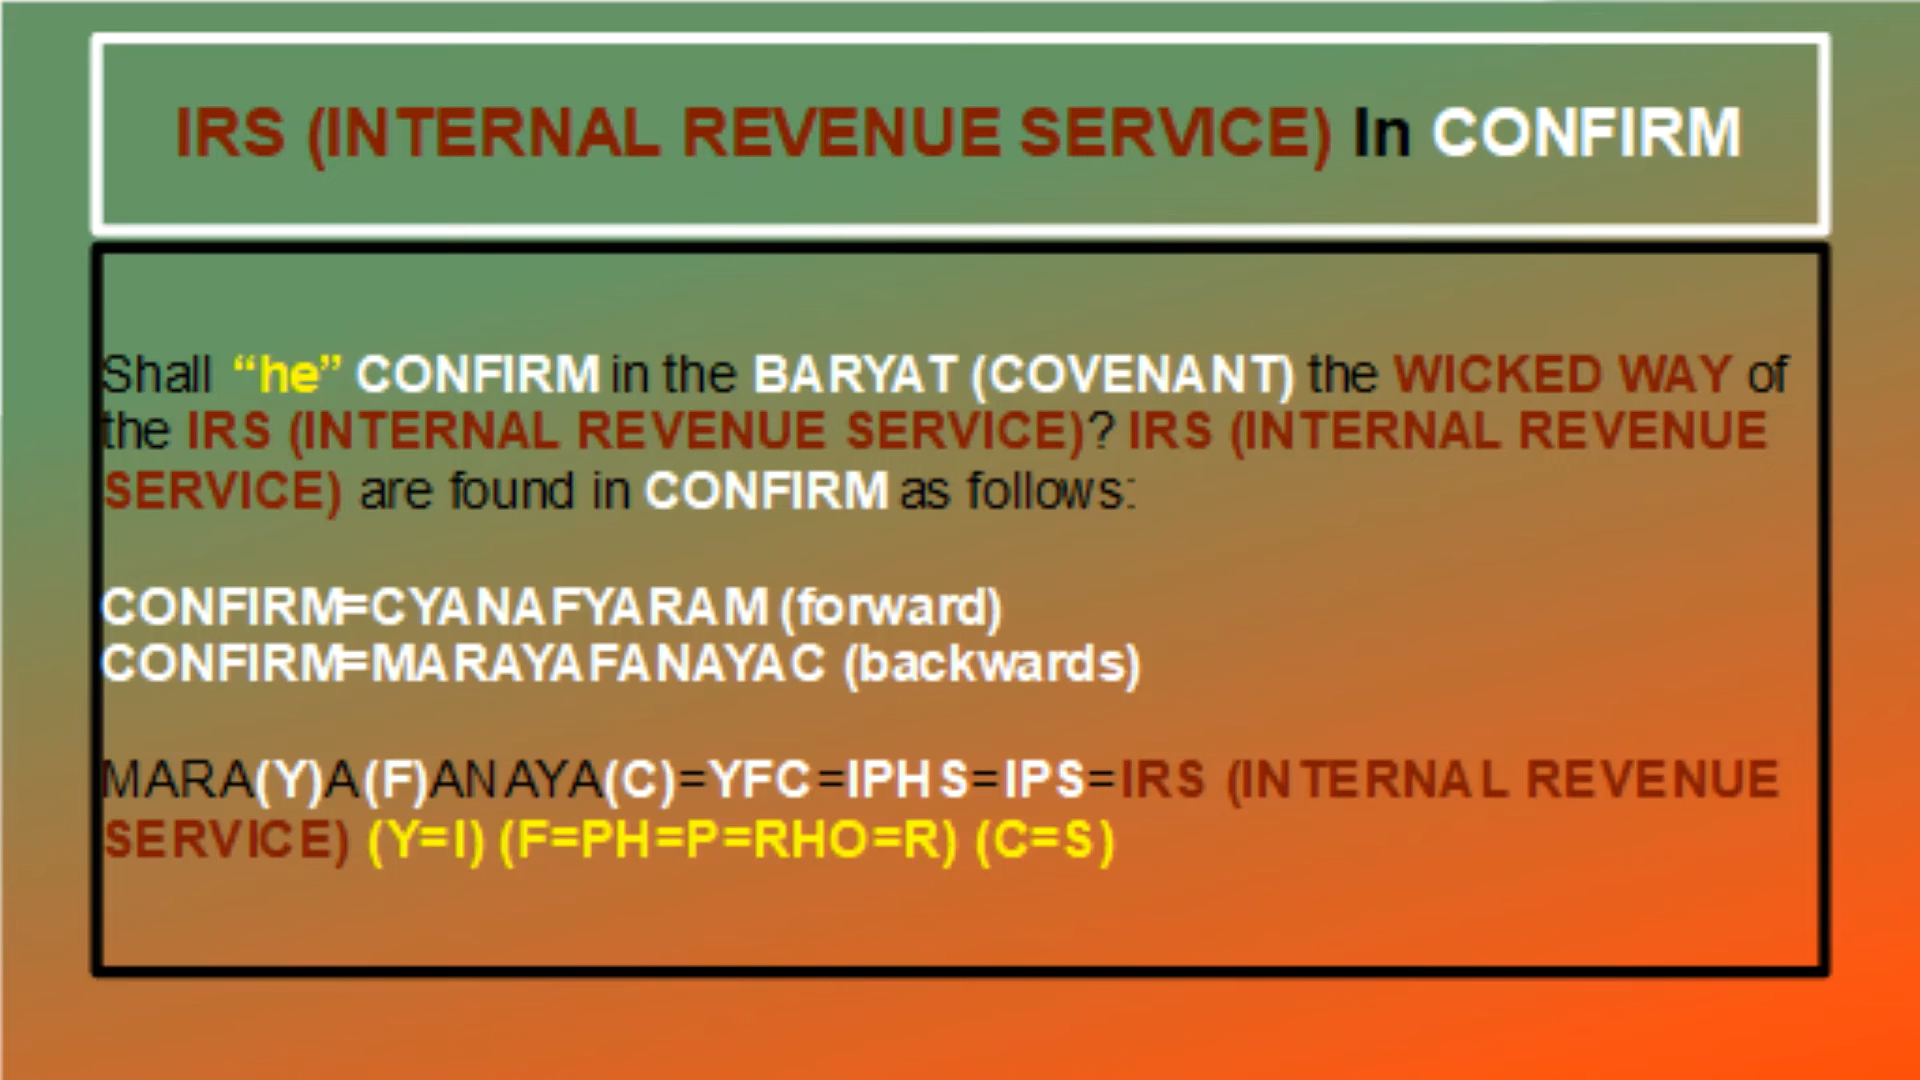 IRS (INTERNAL REVENUE SERVICE) In CONFIRM
Shall “he” CONFIRM in the BARYAT (COVENANT) the WICKED WAY of
the IRS (INTERNAL REVENUE SERVICE)? IRS (INTERNAL REVENUE
SERVICE) are found in CONFIRM as follows:
CONFIRM=CYANAFYARAM (forward)
CONFIRM=MARAYAFANAYAC (backwards)
MARA(Y)A(F)ANAYA(C)=YFC=IPHS=IPS=IRS (INTERNAL REVENUE
SERVICE) (Y=I) (F=PH=P=RHO=R) (C=S)